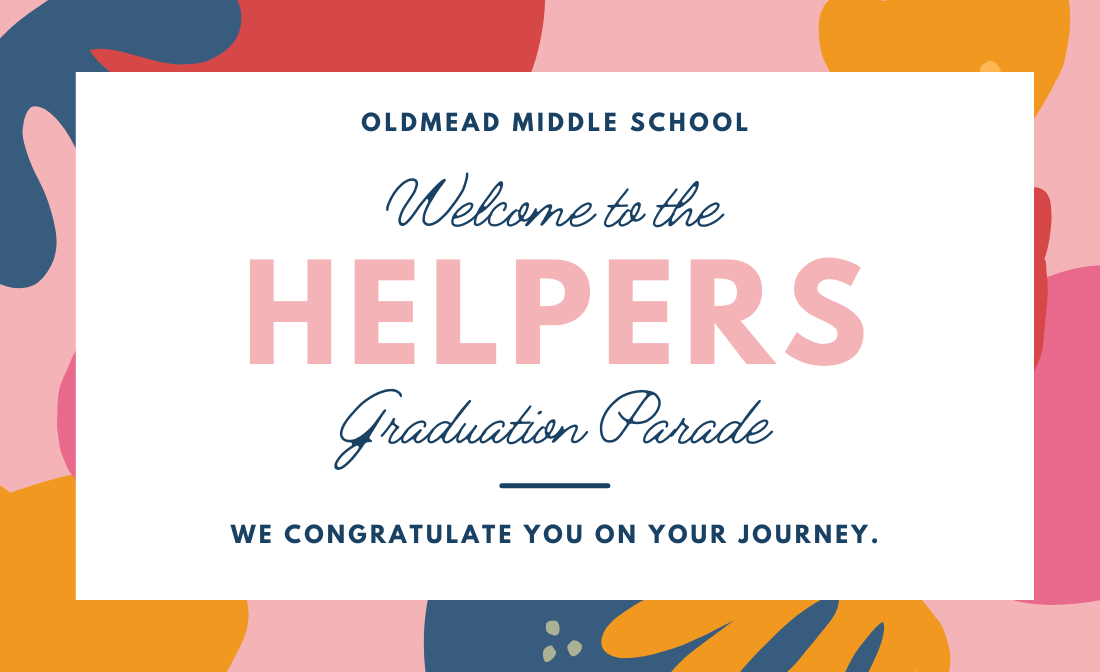 OLDMEAD MIDDLE SCHOOL
Welcome to the
HELPERS
Graduation Parade
WE CONGRATULATE YOU ON YOUR JOURNEY.